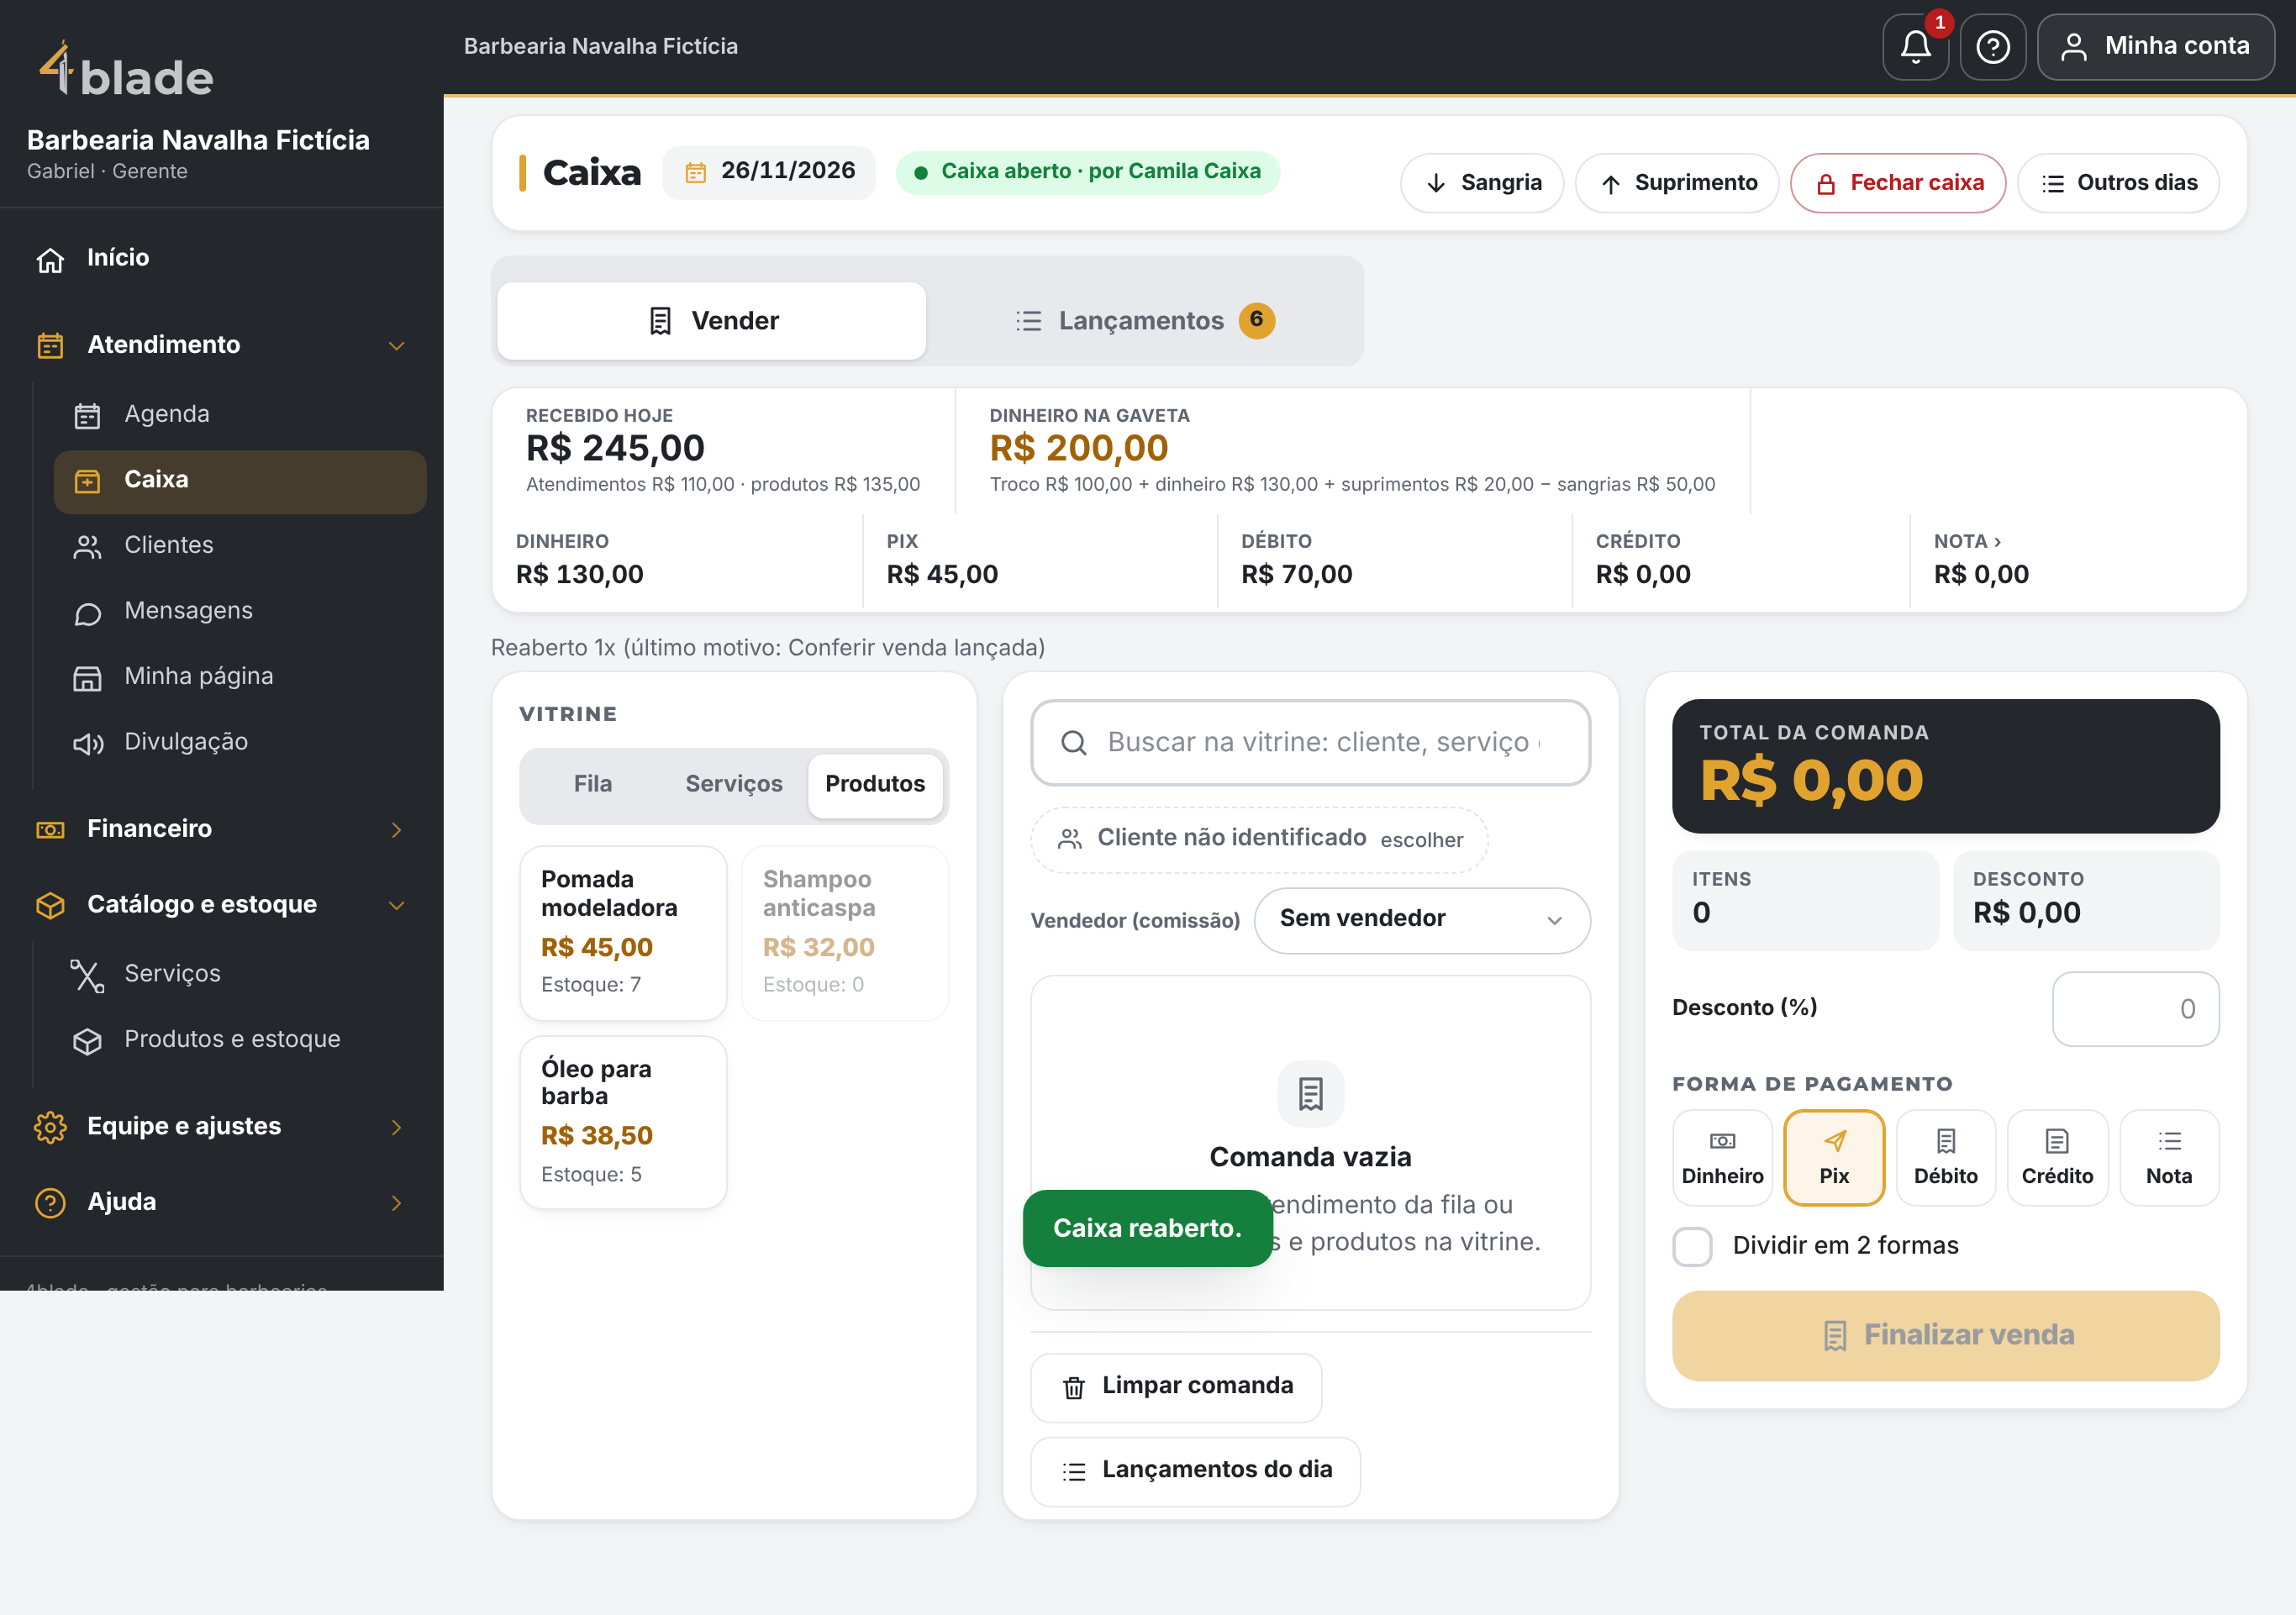 4blade
Barbearia Navalha Fictícia
Gabriel · Gerente
Início
Atendimento
Agenda
Caixa
Clientes
Mensagens
Minha página
Divulgação
Financeiro
Catálogo e estoque
Serviços
Produtos e estoque
Equipe e ajustes
Ajuda
4blade · gestão para barbearias
Barbearia Navalha Fictícia
1
Minha conta
Caixa
26/11/2026
Caixa aberto · por Camila Caixa
Sangria
Suprimento
Fechar caixa
Outros dias
Vender
Lançamentos 6
RECEBIDO HOJE
R$ 245,00
Atendimentos R$ 110,00 · produtos R$ 135,00
DINHEIRO NA GAVETA
R$ 200,00
Troco R$ 100,00 + dinheiro R$ 130,00 + suprimentos R$ 20,00 − sangrias R$ 50,00
DINHEIRO
R$ 130,00
PIX
R$ 45,00
DÉBITO
R$ 70,00
CRÉDITO
R$ 0,00
NOTA ›
R$ 0,00
Reaberto 1x (último motivo: Conferir venda lançada)
VITRINE
Fila
Serviços
Produtos
Pomada
modeladora
R$ 45,00
Estoque: 7
Shampoo
anticaspa
R$ 32,00
Estoque: 0
Óleo para
barba
R$ 38,50
Estoque: 5
Buscar na vitrine: cliente, serviço
Cliente não identificado escolher
Vendedor (comissão)
Sem vendedor
Comanda vazia
endimento da fila ou
s e produtos na vitrine.
Caixa reaberto.
Limpar comanda
Lançamentos do dia
TOTAL DA COMANDA
R$ 0,00
ITENS
0
DESCONTO
R$ 0,00
Desconto (%)
0
FORMA DE PAGAMENTO
Dinheiro
Pix
Débito
Crédito
Nota
Dividir em 2 formas
Finalizar venda